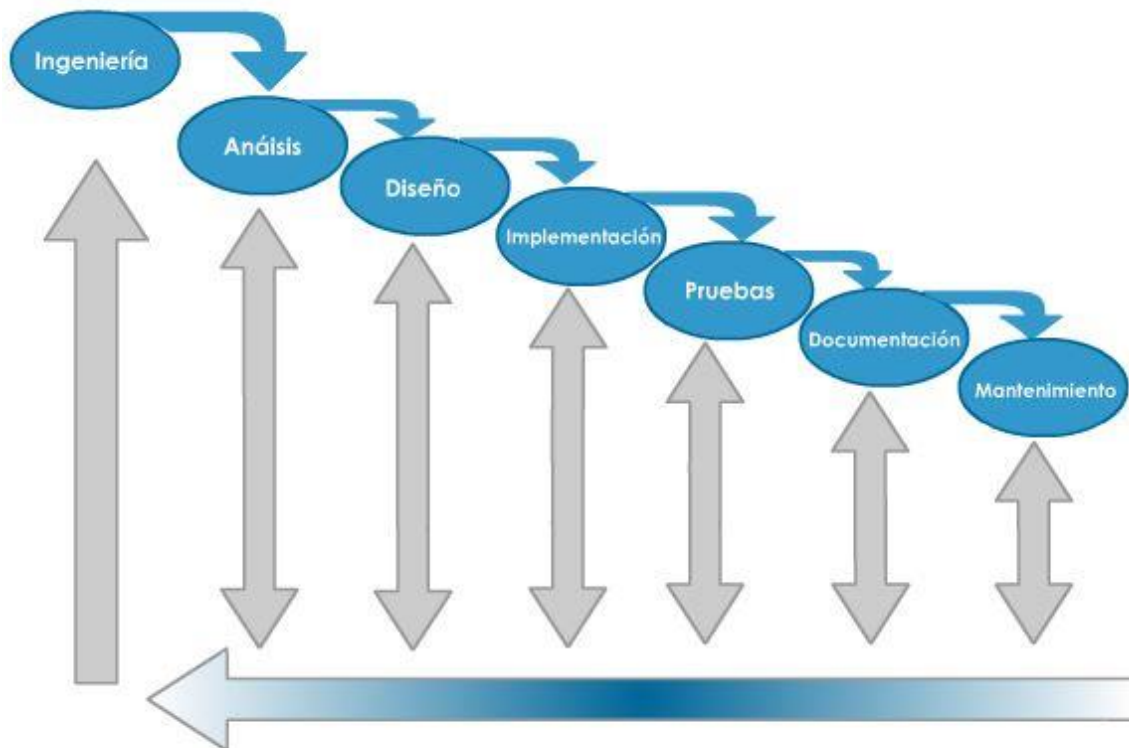 Ingeniería
Anáisis
Diseño
Implementación
Pruebas
Documentación
Mantenimiento